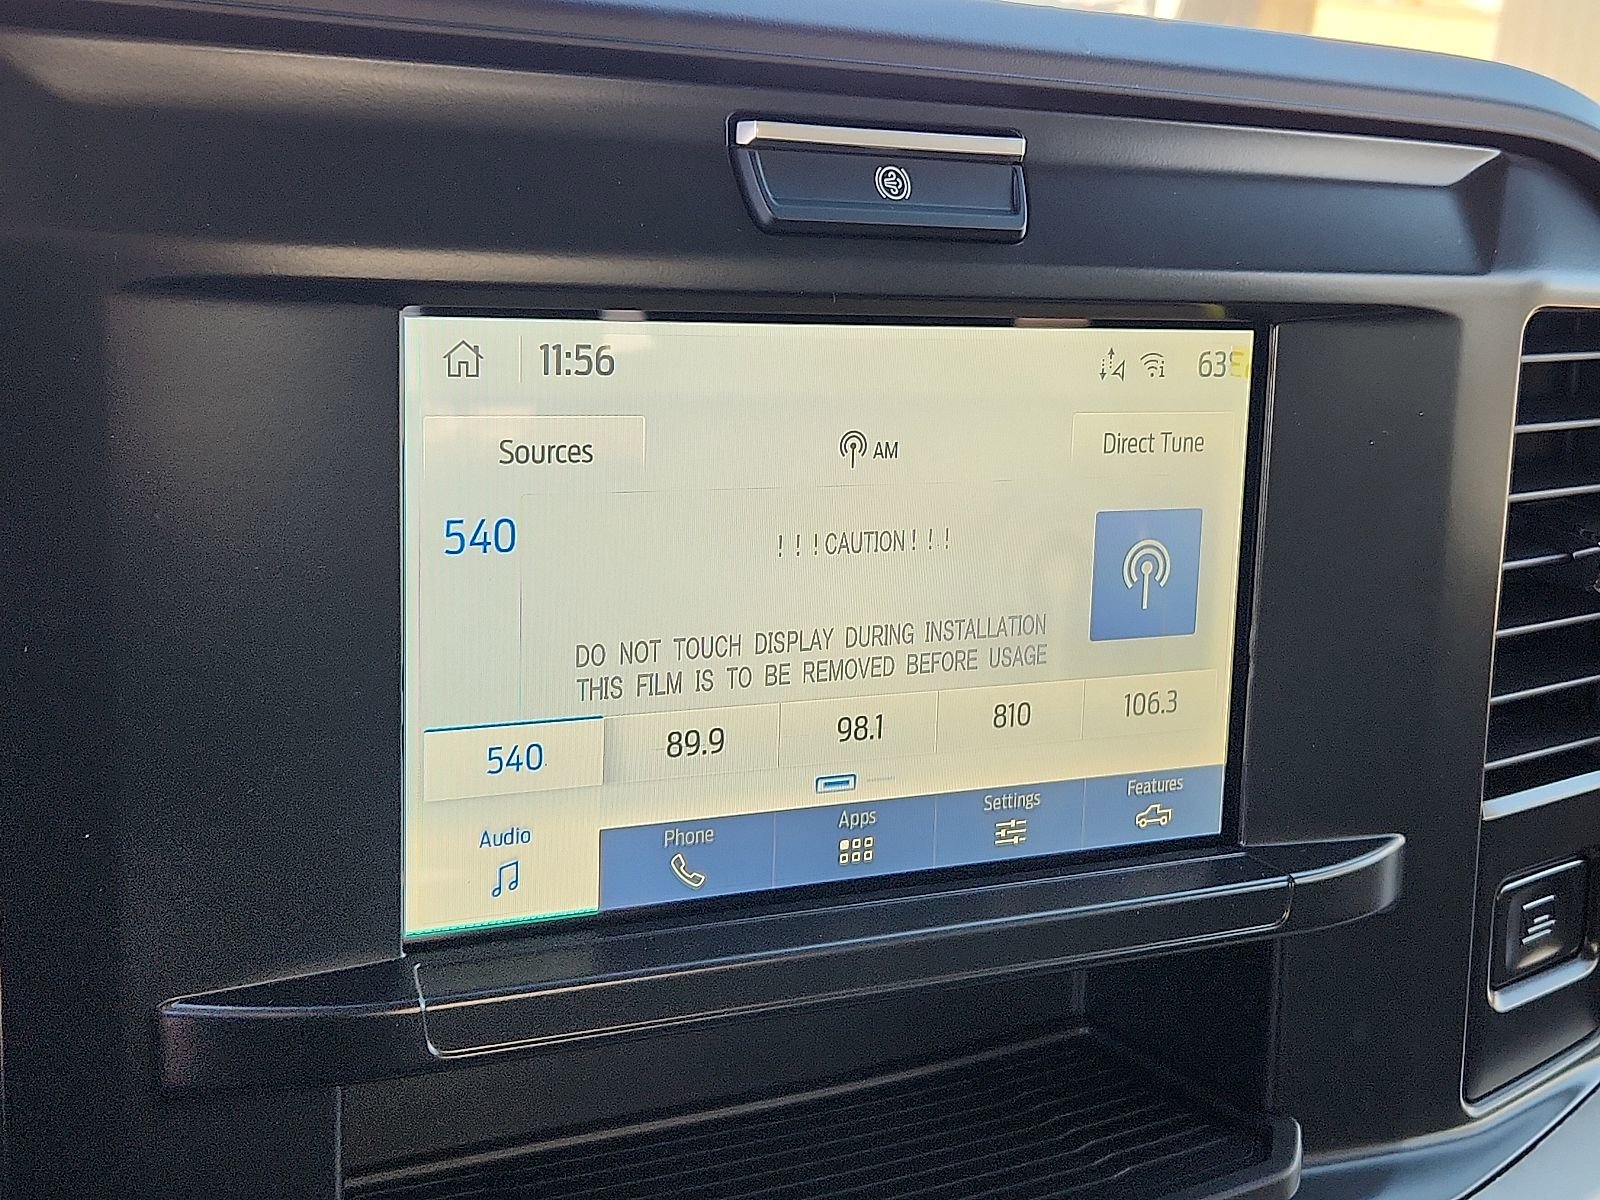 11:56
63
Sources
AM
Direct Tune
540
! ! ! CAUTION ! ! !
DO NOT TOUCH DISPLAY DURING INSTALLATION
THIS FILM IS TO BE REMOVED BEFORE USAGE
540 89.9 98.1 810 106.3
Audio Phone Apps Settings Features